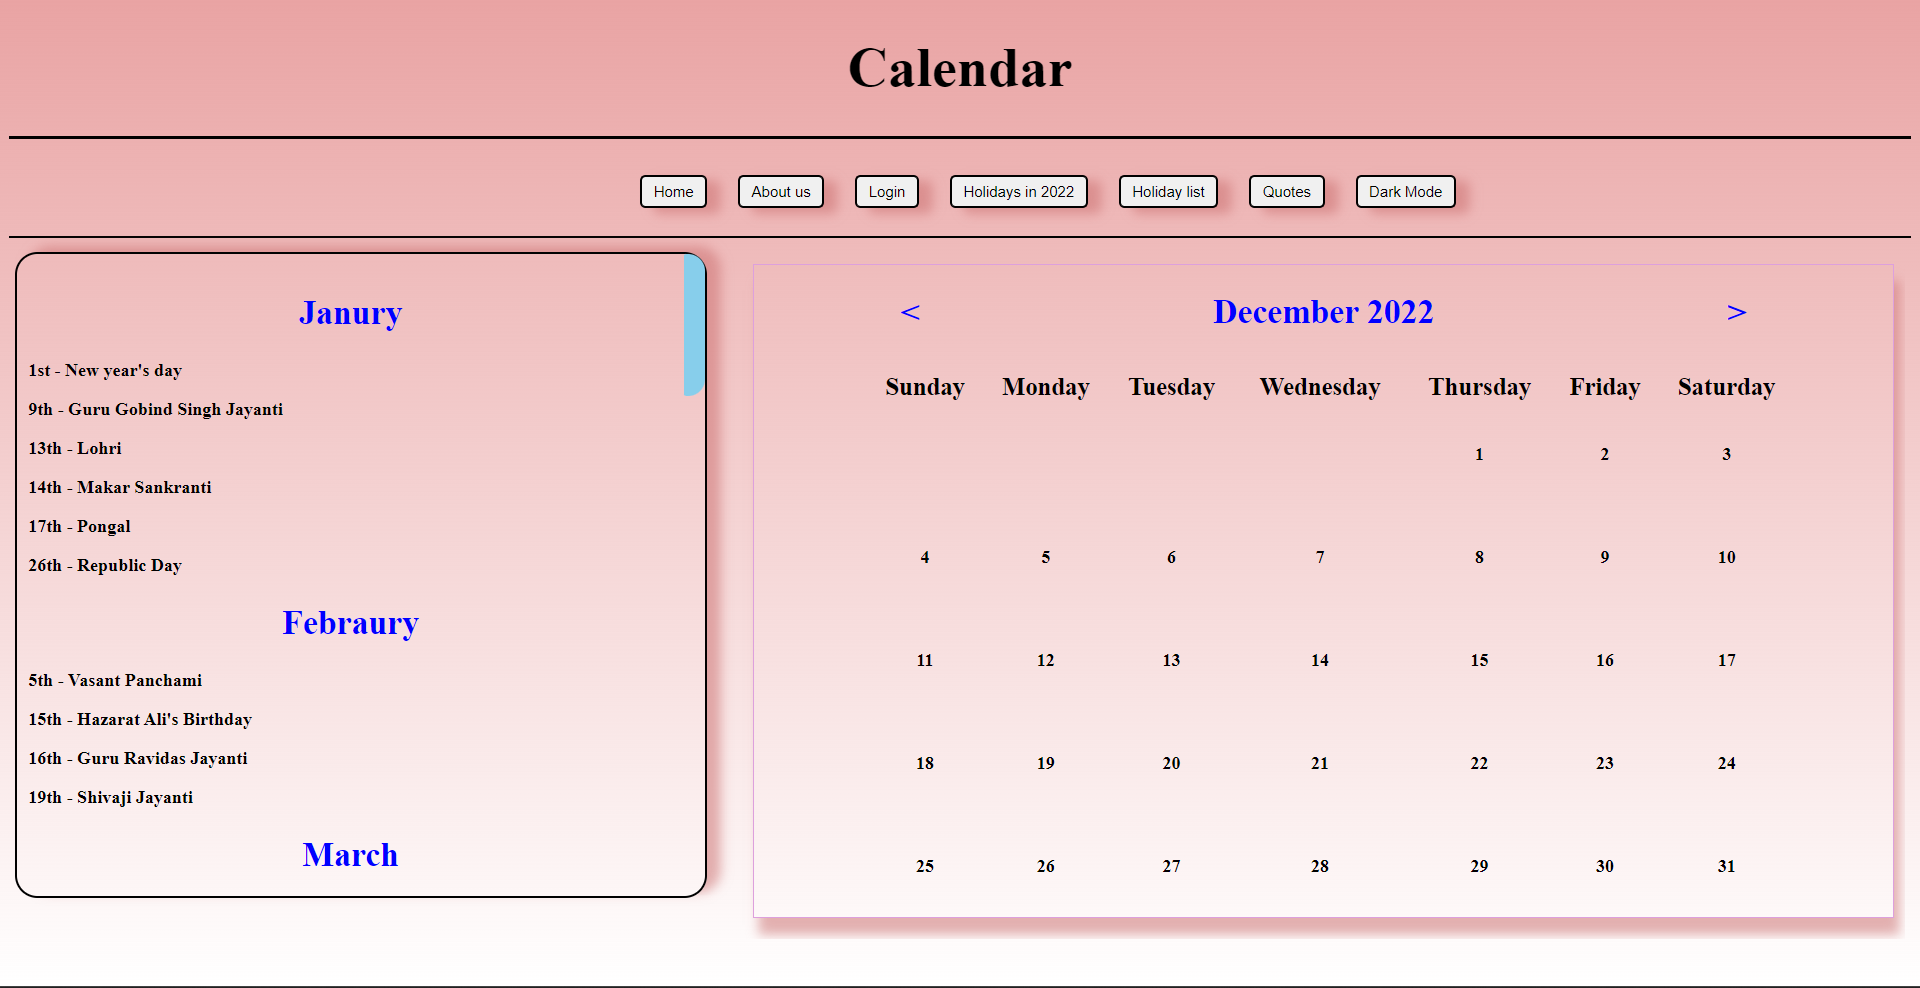 Calendar
Home About us Login Holidays in 2022 Holiday list Quotes Dark Mode
Janury
1st - New year's day
9th - Guru Gobind Singh Jayanti
13th - Lohri
14th - Makar Sankranti
17th - Pongal
26th - Republic Day
Febraury
5th - Vasant Panchami
15th - Hazarat Ali's Birthday
16th - Guru Ravidas Jayanti
19th - Shivaji Jayanti
March
< December 2022 >
Sunday Monday Tuesday Wednesday Thursday Friday Saturday
1 2 3
4 5 6 7 8 9 10
11 12 13 14 15 16 17
18 19 20 21 22 23 24
25 26 27 28 29 30 31